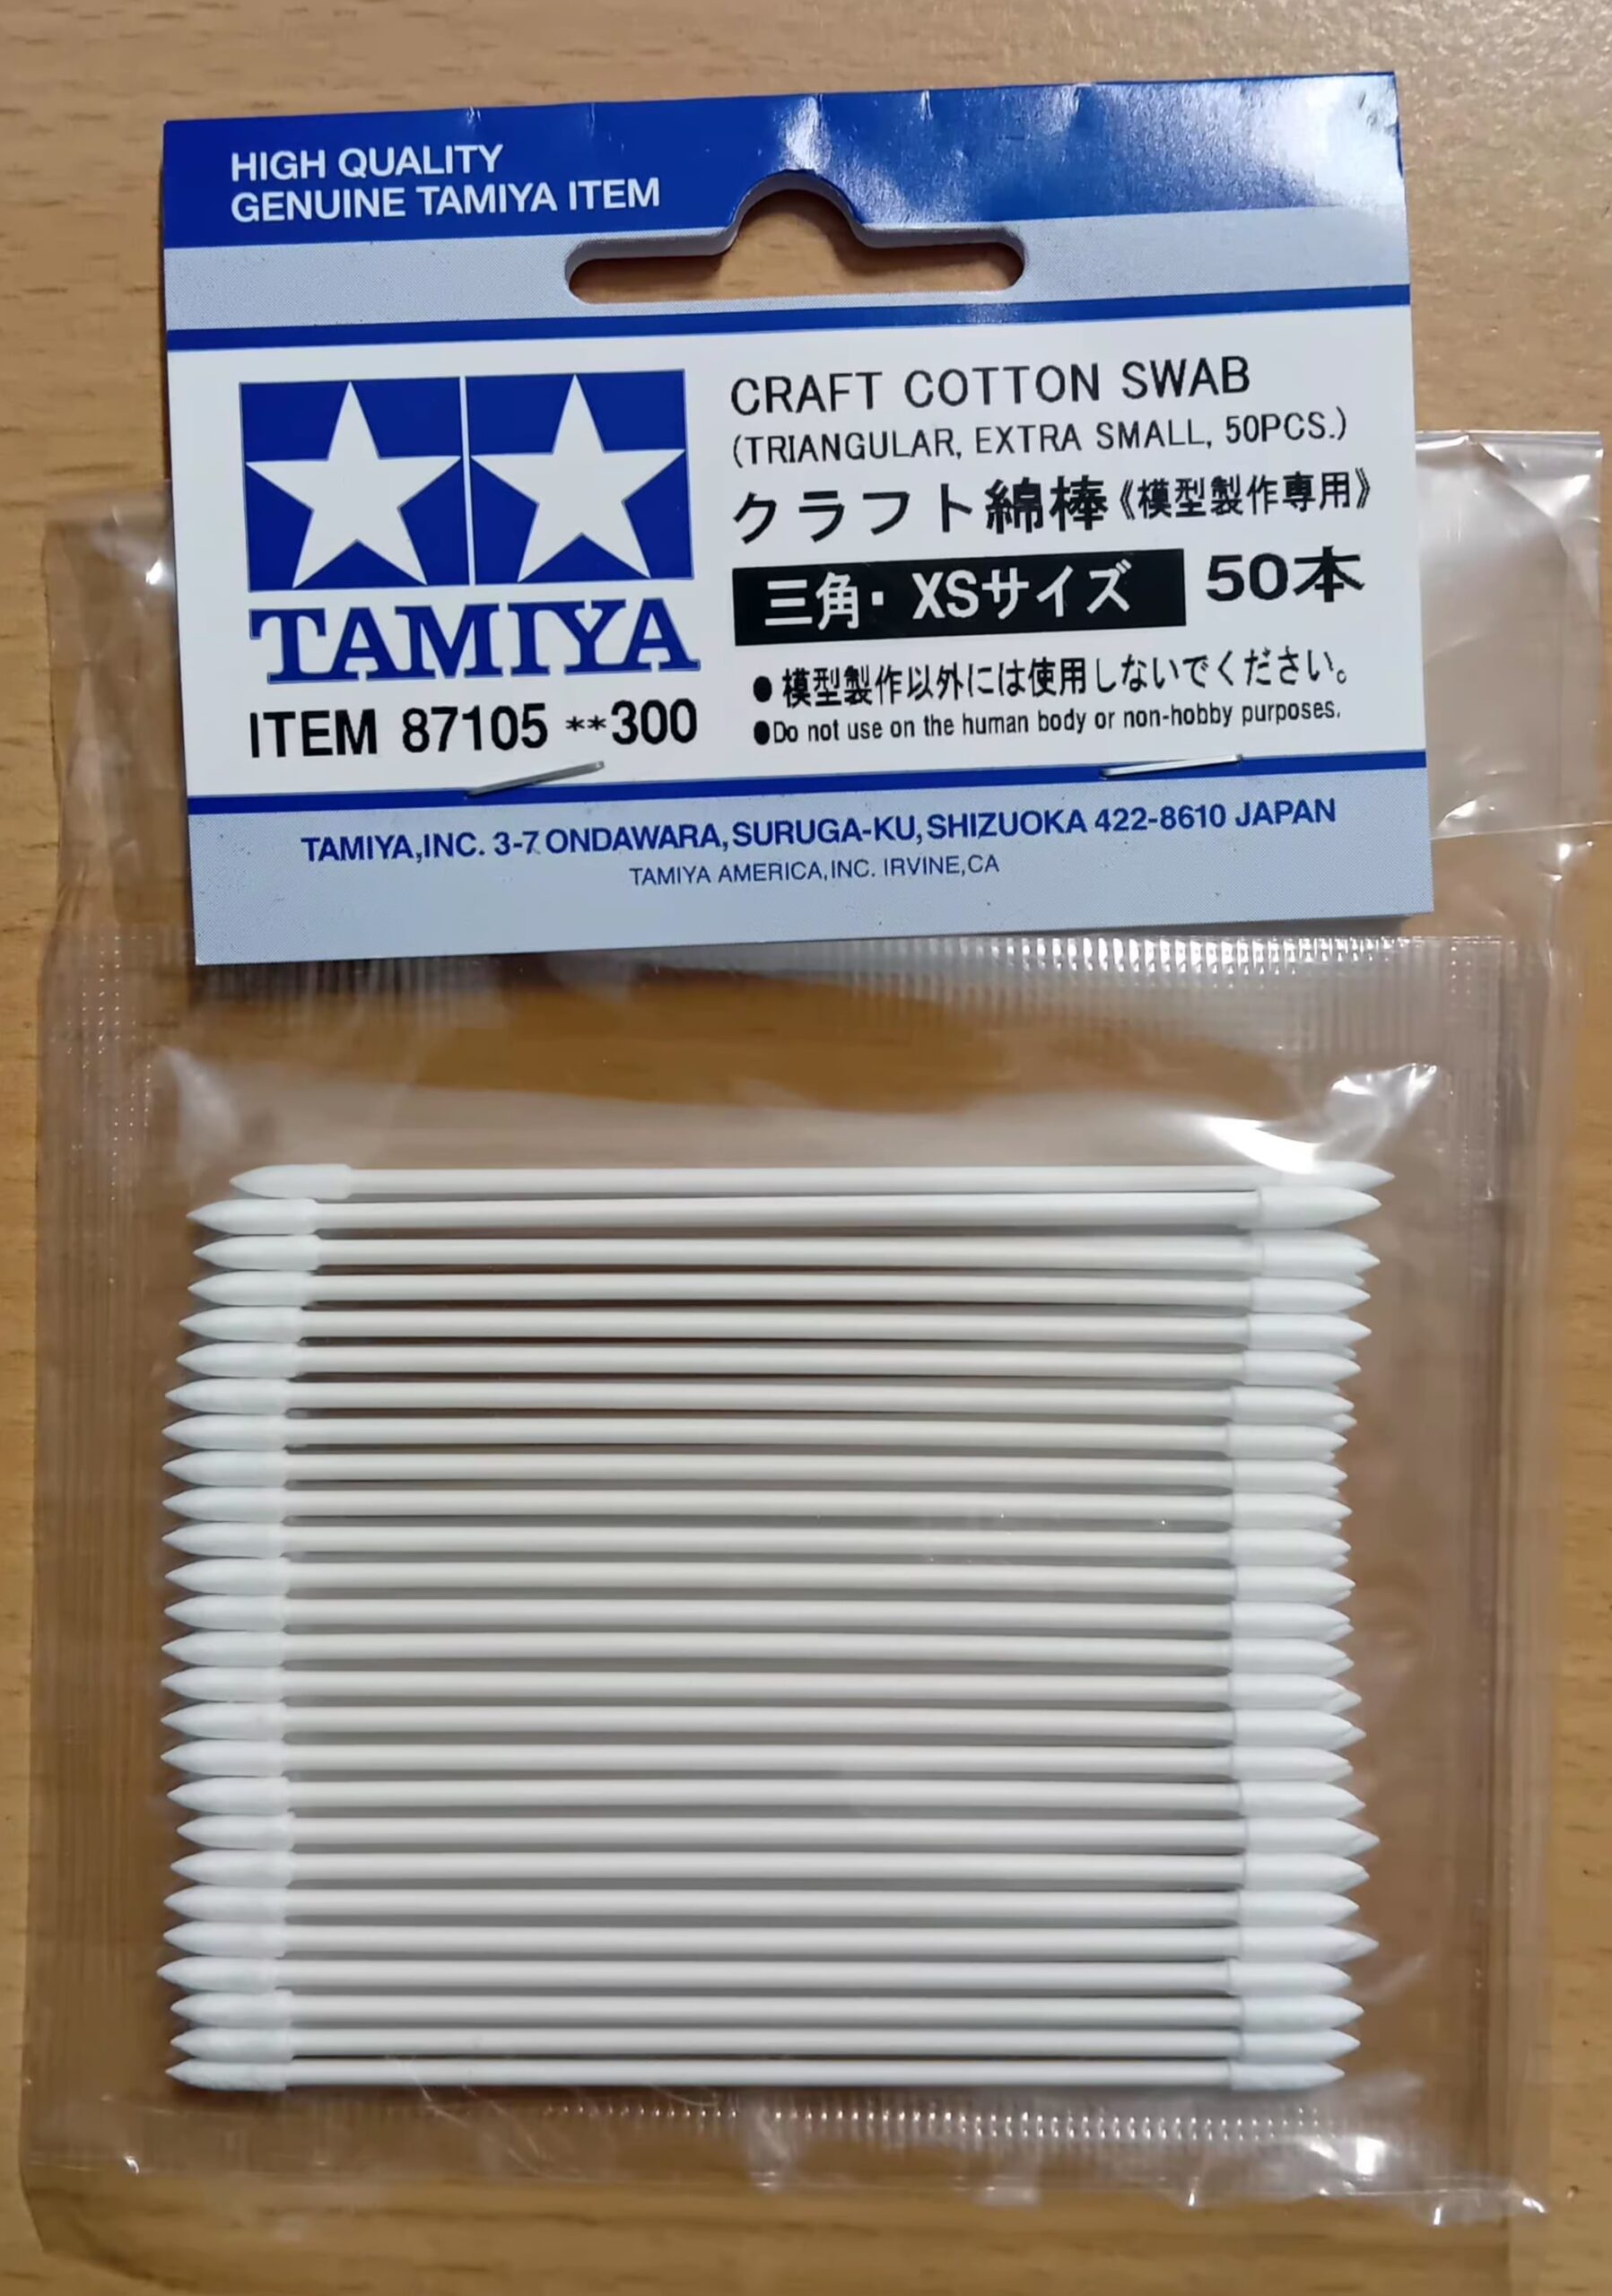 HIGH QUALITY
GENUINE TAMIYA ITEM
CRAFT COTTON SWAB
(TRIANGULAR, EXTRA SMALL, 50PCS.)
クラフト綿棒《模型製作専用》
三角・XSサイズ 50本
TAMIYA
ITEM 87105 **300
●模型製作以外には使用しないでください。
●Do not use on the human body or non-hobby purposes.
TAMIYA,INC. 3-7 ONDAWARA, SURUGA-KU, SHIZUOKA 422-8610 JAPAN
TAMIYA AMERICA, INC. IRVINE, CA